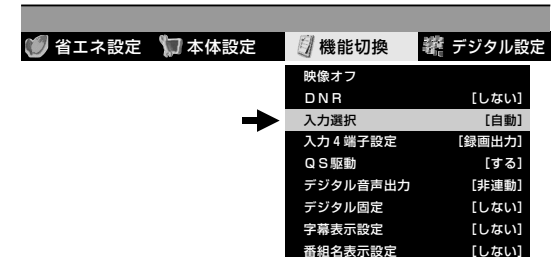 省エネ設定 本体設定 機能切換 デジタル設定
映像オフ
DNR [しない]
入力選択 [自動]
入力4端子設定 [録画出力]
QS駆動 [する]
デジタル音声出力 [非連動]
デジタル固定 [しない]
字幕表示設定 [しない]
番組名表示設定 [しない]